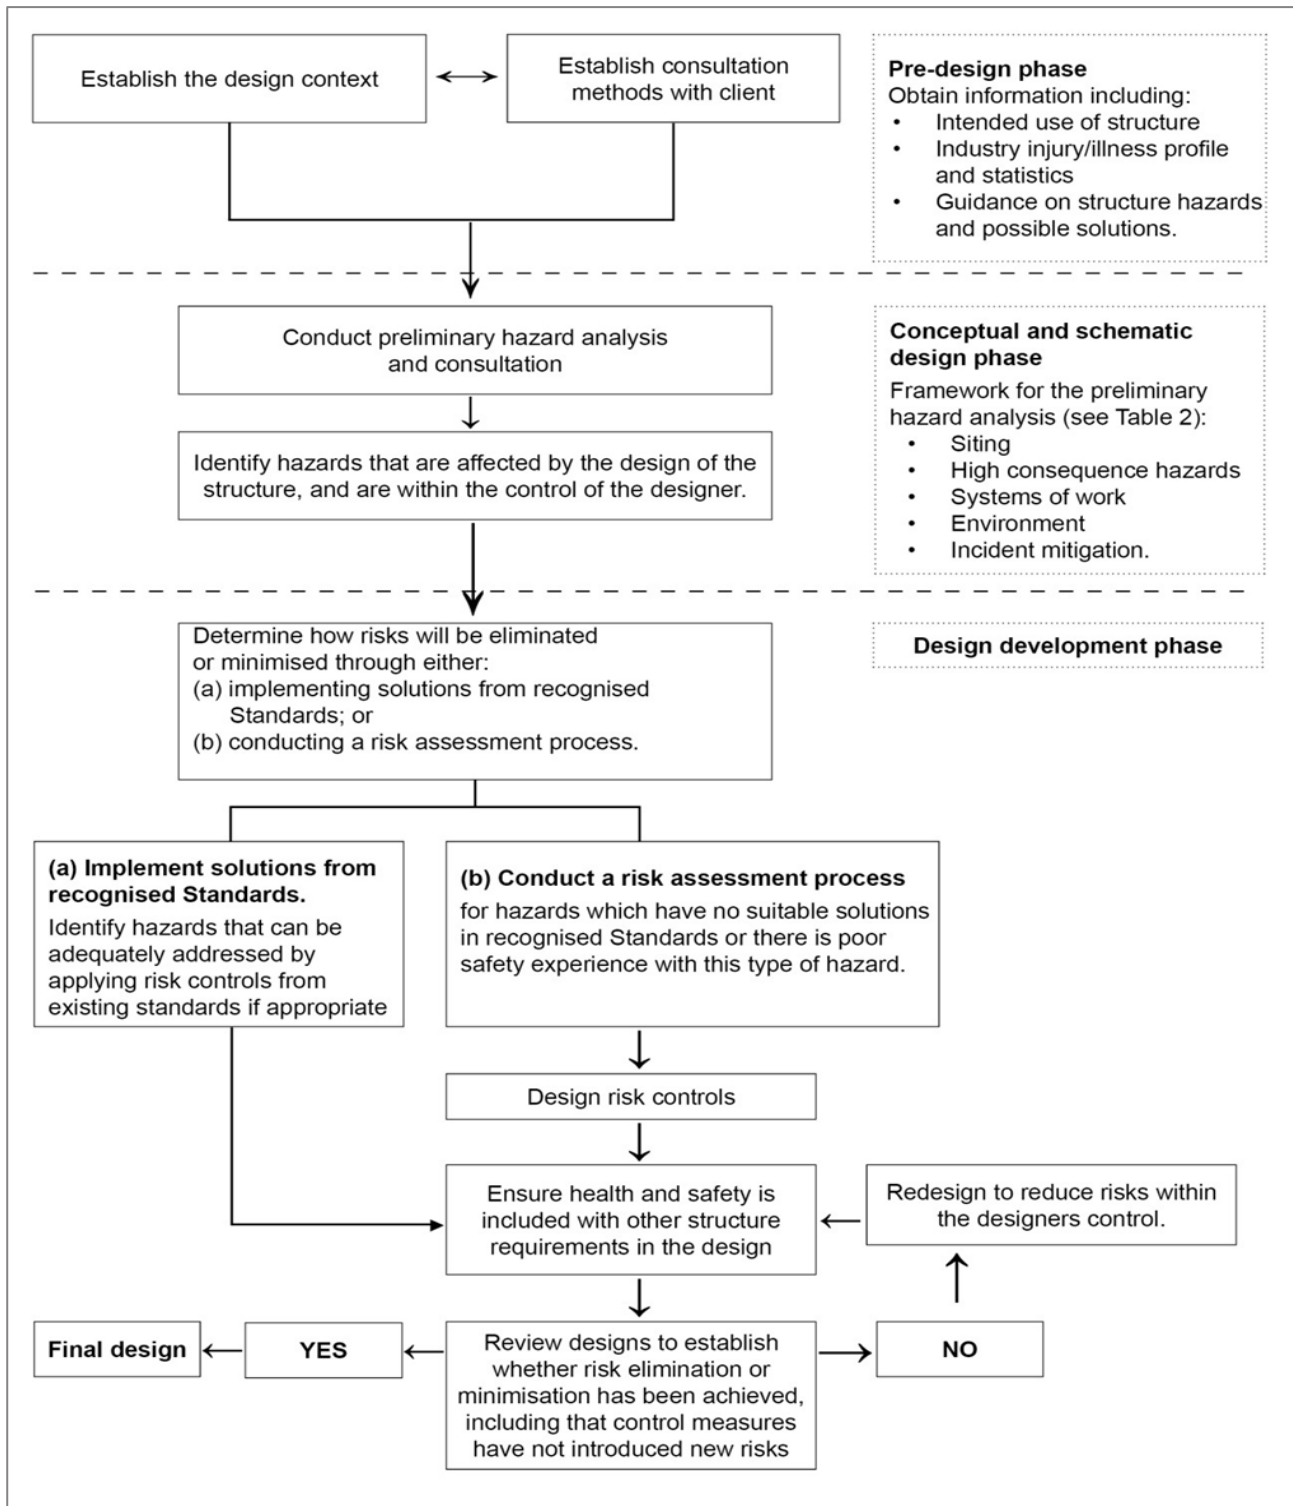 Establish the design context
Establish consultation
methods with client
Pre-design phase
Obtain information including:
• Intended use of structure
• Industry injury/illness profile
and statistics
• Guidance on structure hazards
and possible solutions.
Conduct preliminary hazard analysis
and consultation
Identify hazards that are affected by the design of the
structure, and are within the control of the designer.
Conceptual and schematic
design phase
Framework for the preliminary
hazard analysis (see Table 2):
• Siting
• High consequence hazards
• Systems of work
• Environment
• Incident mitigation.
Determine how risks will be eliminated
or minimised through either:
(a) implementing solutions from recognised
Standards; or
(b) conducting a risk assessment process.
Design development phase
(a) Implement solutions from
recognised Standards.
Identify hazards that can be
adequately addressed by
applying risk controls from
existing standards if appropriate
(b) Conduct a risk assessment process
for hazards which have no suitable solutions
in recognised Standards or there is poor
safety experience with this type of hazard.
Design risk controls
Ensure health and safety is
included with other structure
requirements in the design
Redesign to reduce risks within
the designers control.
Final design
YES
Review designs to establish
whether risk elimination or
minimisation has been achieved,
including that control measures
have not introduced new risks
NO